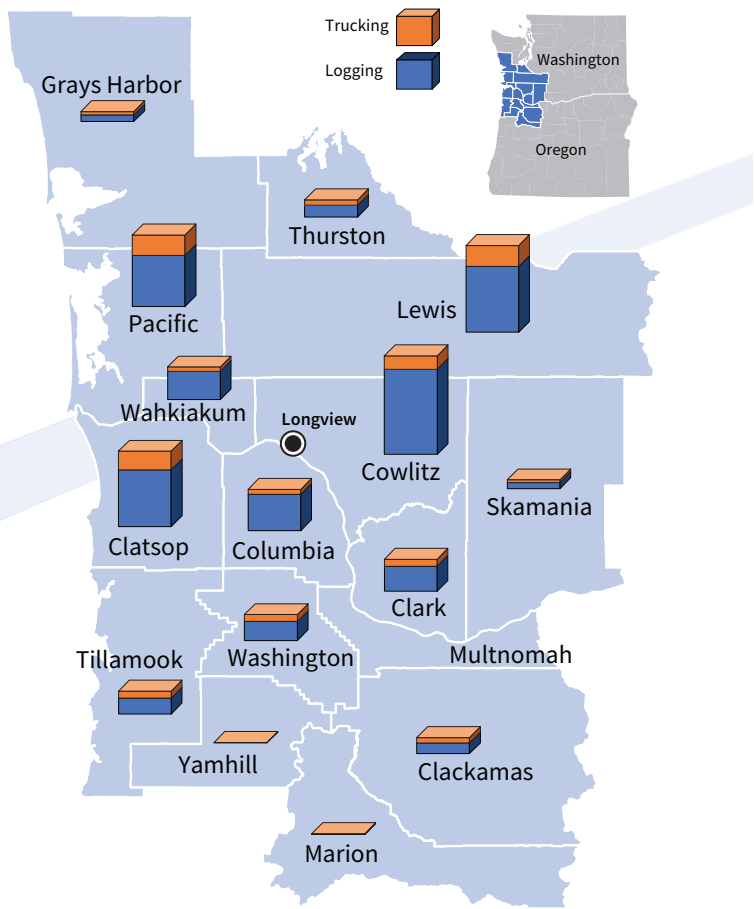 Trucking
Logging
Washington
Oregon
Grays Harbor
Thurston
Pacific
Lewis
Wahkiakum
Longview
Cowlitz
Skamania
Clatsop
Columbia
Clark
Tillamook
Washington
Multnomah
Yamhill
Clackamas
Marion